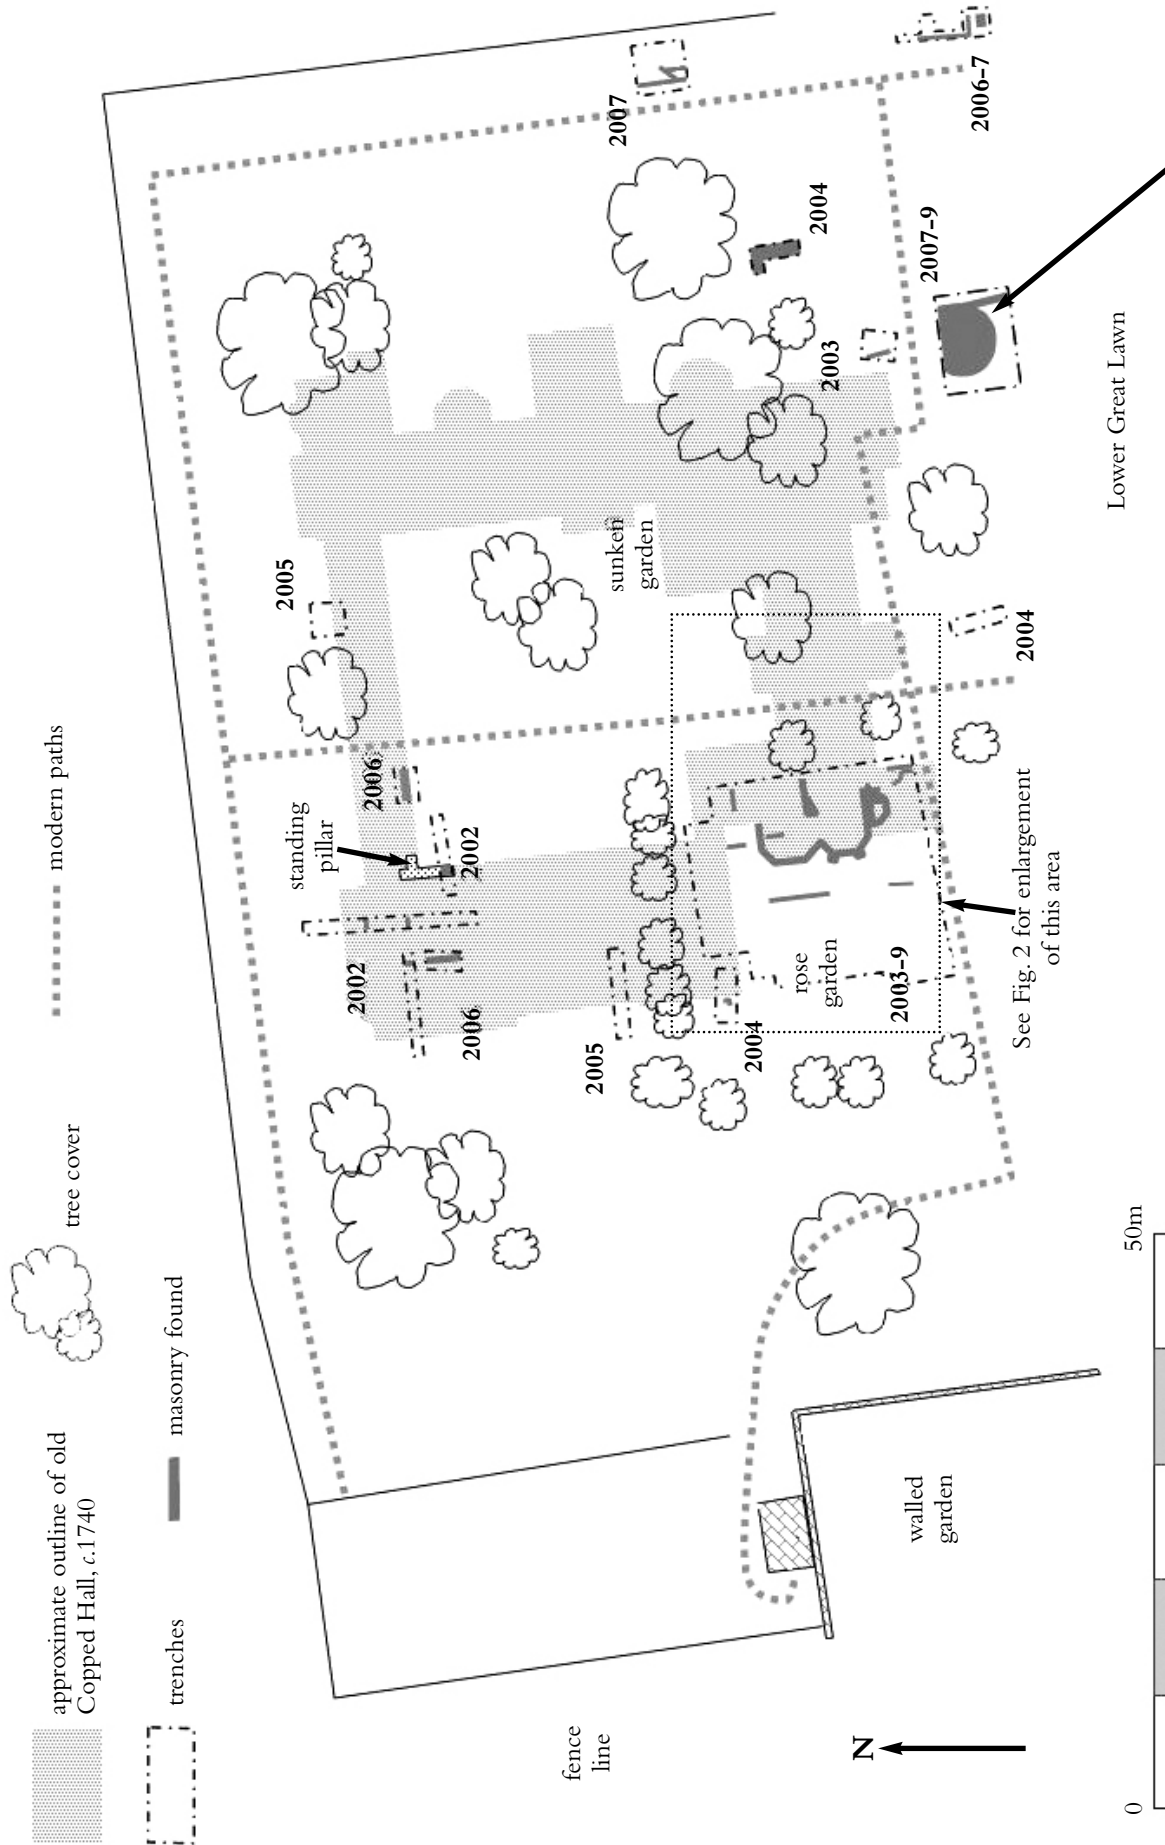 approximate outline of old
Copped Hall, c.1740
tree cover
modern paths
trenches
masonry found
2005
standing
pillar
2006
2002
2002
2006
2005
2004
sunken
garden
2007
2004
2003
2007-9
2006-7
rose
garden
2003-9
2004
See Fig. 2 for enlargement
of this area
Lower Great Lawn
walled
garden
fence
line
N
0
50m